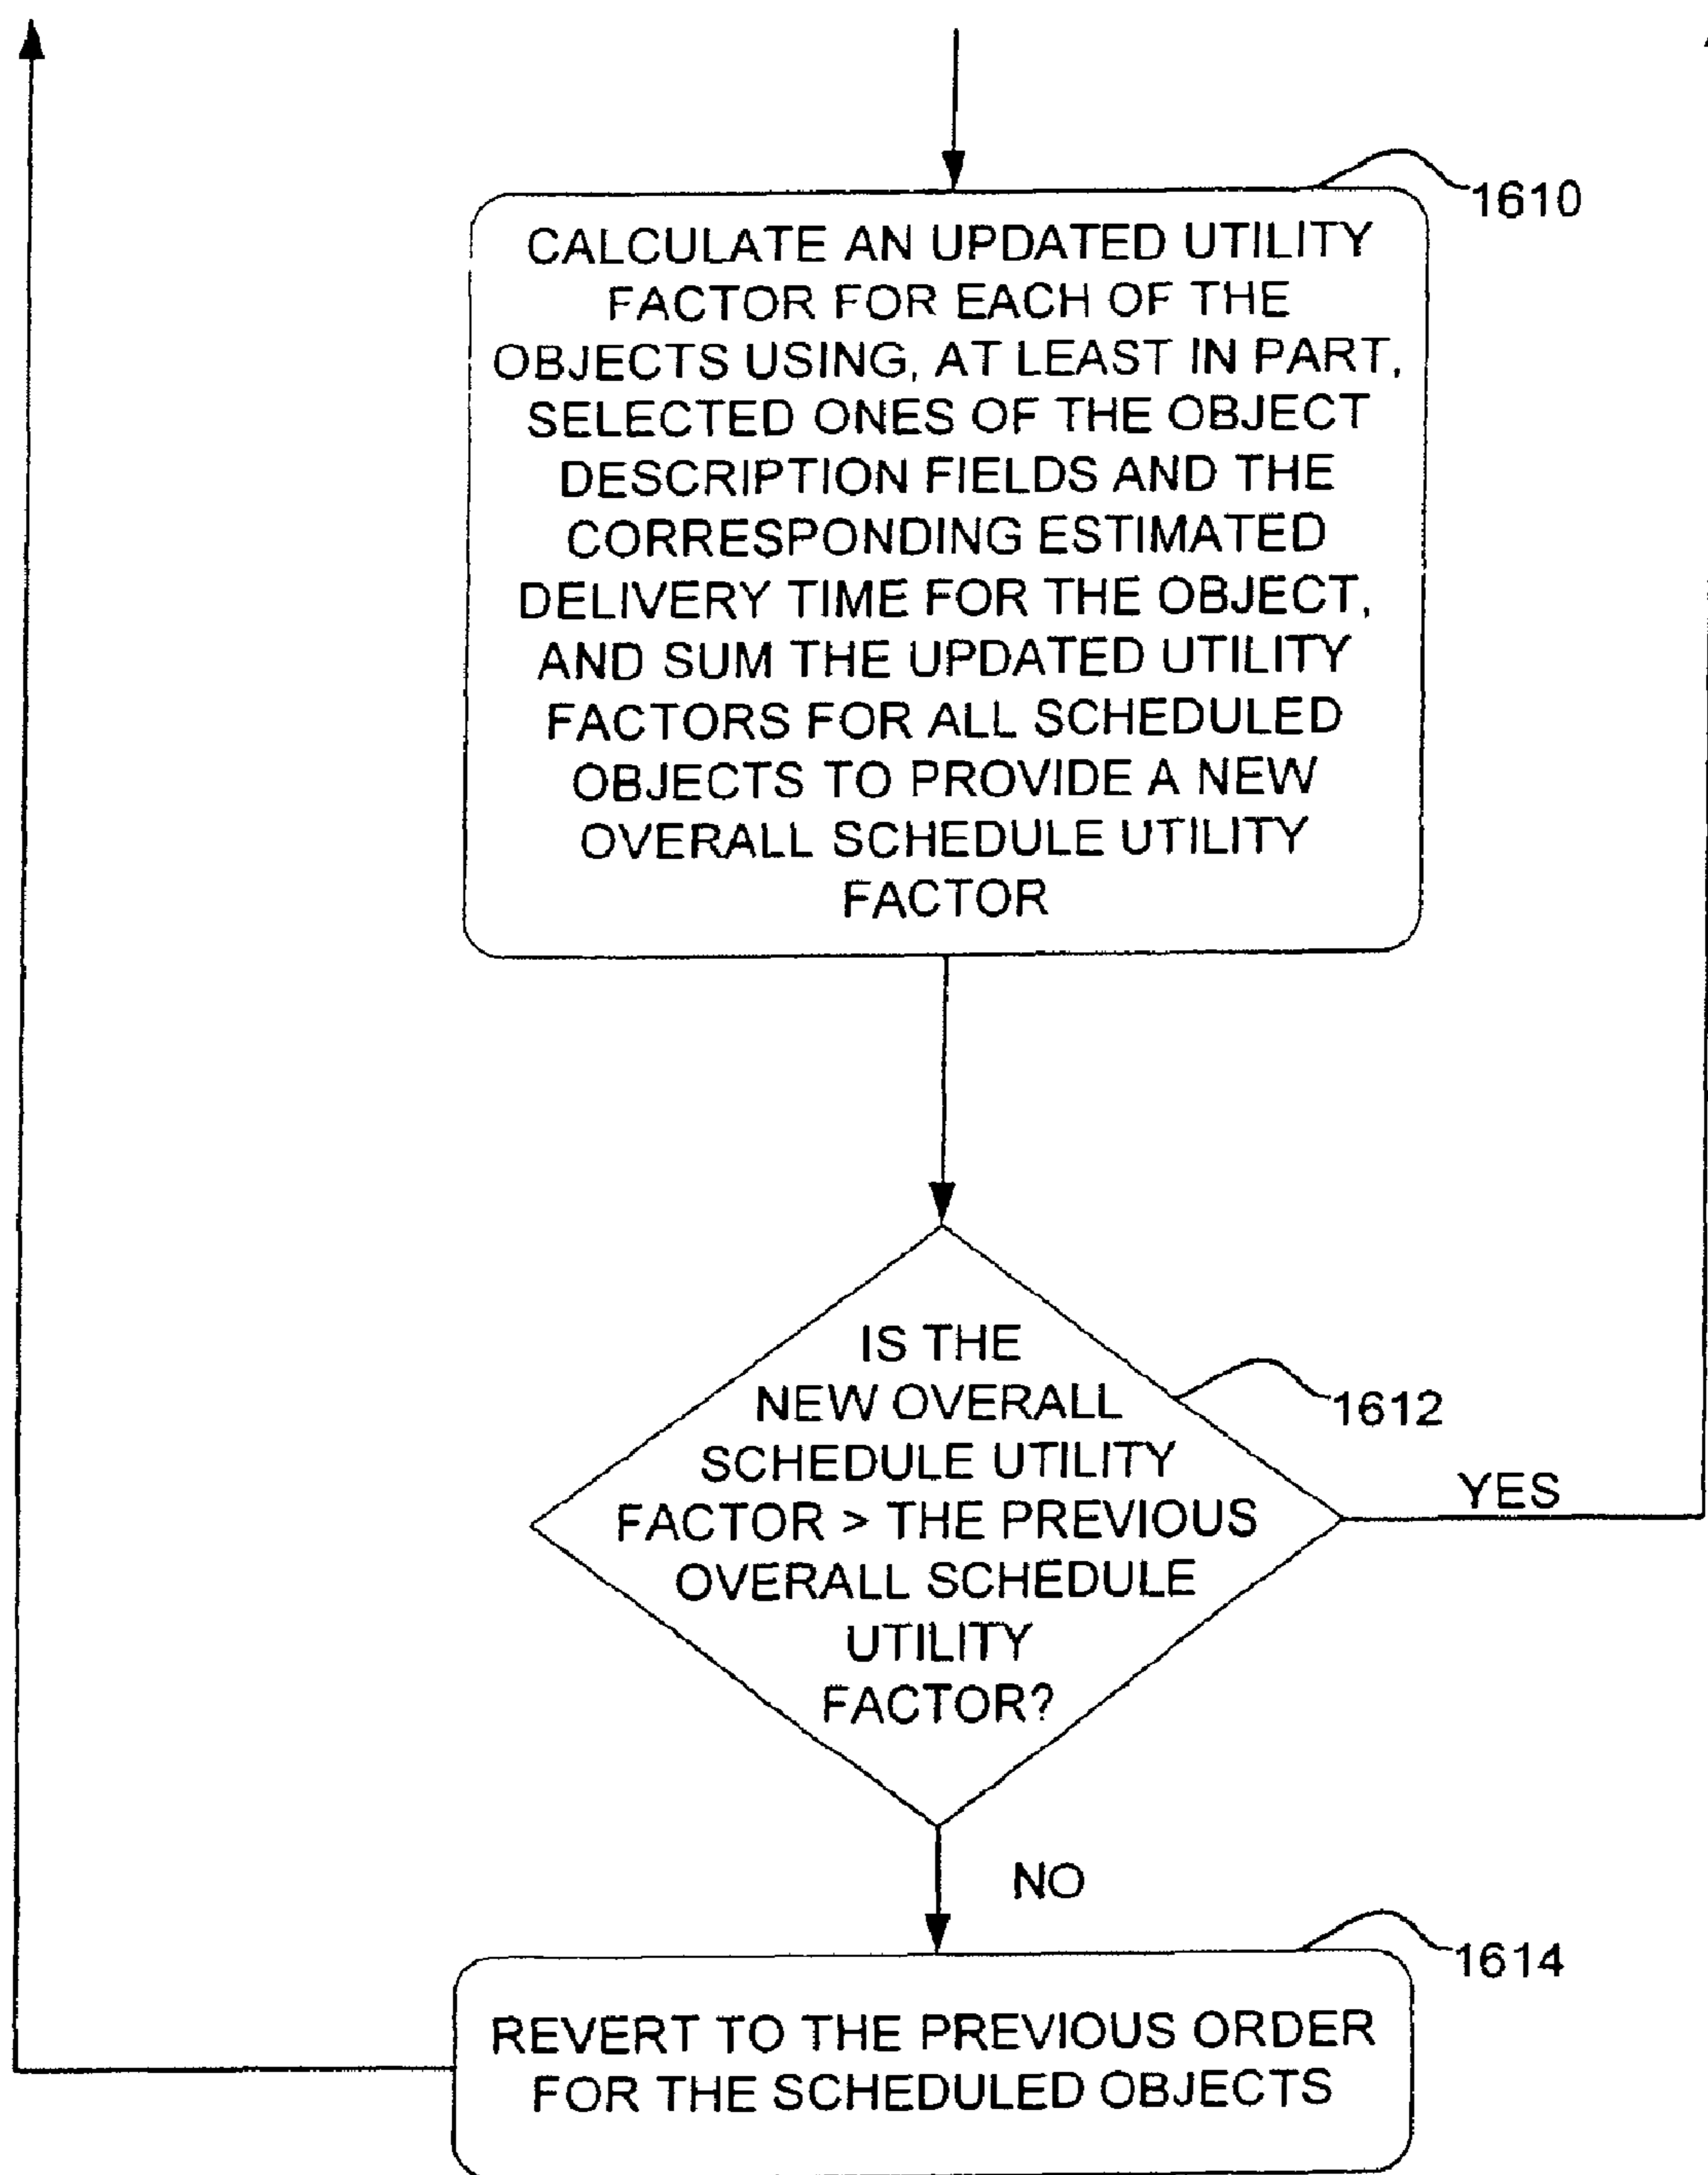 1610
CALCULATE AN UPDATED UTILITY
FACTOR FOR EACH OF THE
OBJECTS USING, AT LEAST IN PART,
SELECTED ONES OF THE OBJECT
DESCRIPTION FIELDS AND THE
CORRESPONDING ESTIMATED
DELIVERY TIME FOR THE OBJECT,
AND SUM THE UPDATED UTILITY
FACTORS FOR ALL SCHEDULED
OBJECTS TO PROVIDE A NEW
OVERALL SCHEDULE UTILITY
FACTOR
IS THE
NEW OVERALL
SCHEDULE UTILITY
FACTOR > THE PREVIOUS
OVERALL SCHEDULE
UTILITY
FACTOR?
1612
YES
NO
1614
REVERT TO THE PREVIOUS ORDER
FOR THE SCHEDULED OBJECTS